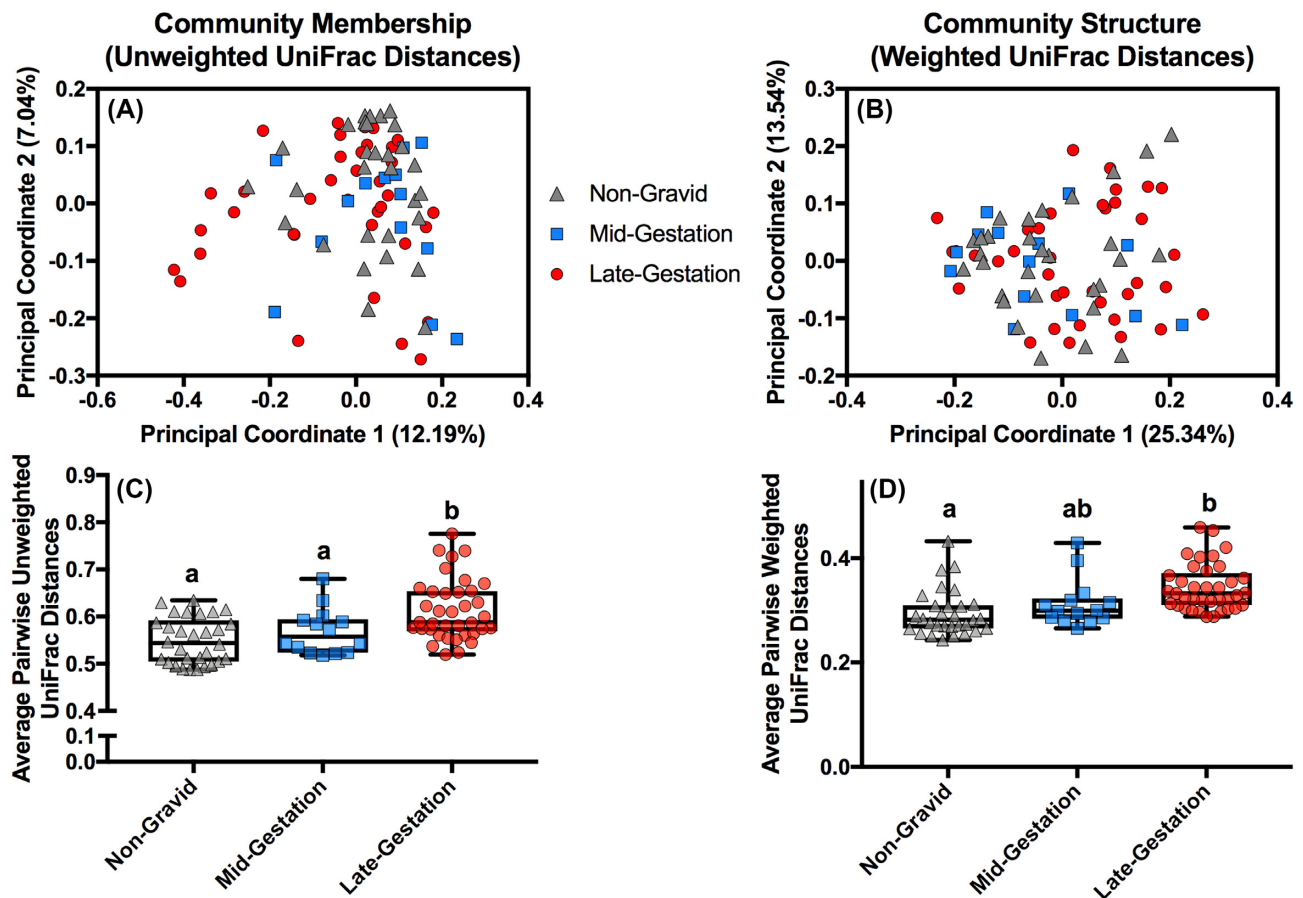 Community Membership
(Unweighted UniFrac Distances)
(A)
Principal Coordinate 2 (7.04%)
0.2
0.1
0.0
-0.1
-0.2
-0.3
-0.6
-0.4
-0.2
0.0
0.2
0.4
Principal Coordinate 1 (12.19%)
Non-Gravid
Mid-Gestation
Late-Gestation
Community Structure
(Weighted UniFrac Distances)
(B)
Principal Coordinate 2 (13.54%)
0.3
0.2
0.1
0.0
-0.1
-0.2
-0.4
-0.2
0.0
0.2
0.4
Principal Coordinate 1 (25.34%)
(C)
Average Pairwise Unweighted
UniFrac Distances
0.9
0.8
0.7
0.6
0.5
0.4
0.1
0.0
a
a
b
Non-Gravid
Mid-Gestation
Late-Gestation
(D)
Average Pairwise Weighted
UniFrac Distances
0.4
0.2
0.0
a
ab
b
Non-Gravid
Mid-Gestation
Late-Gestation